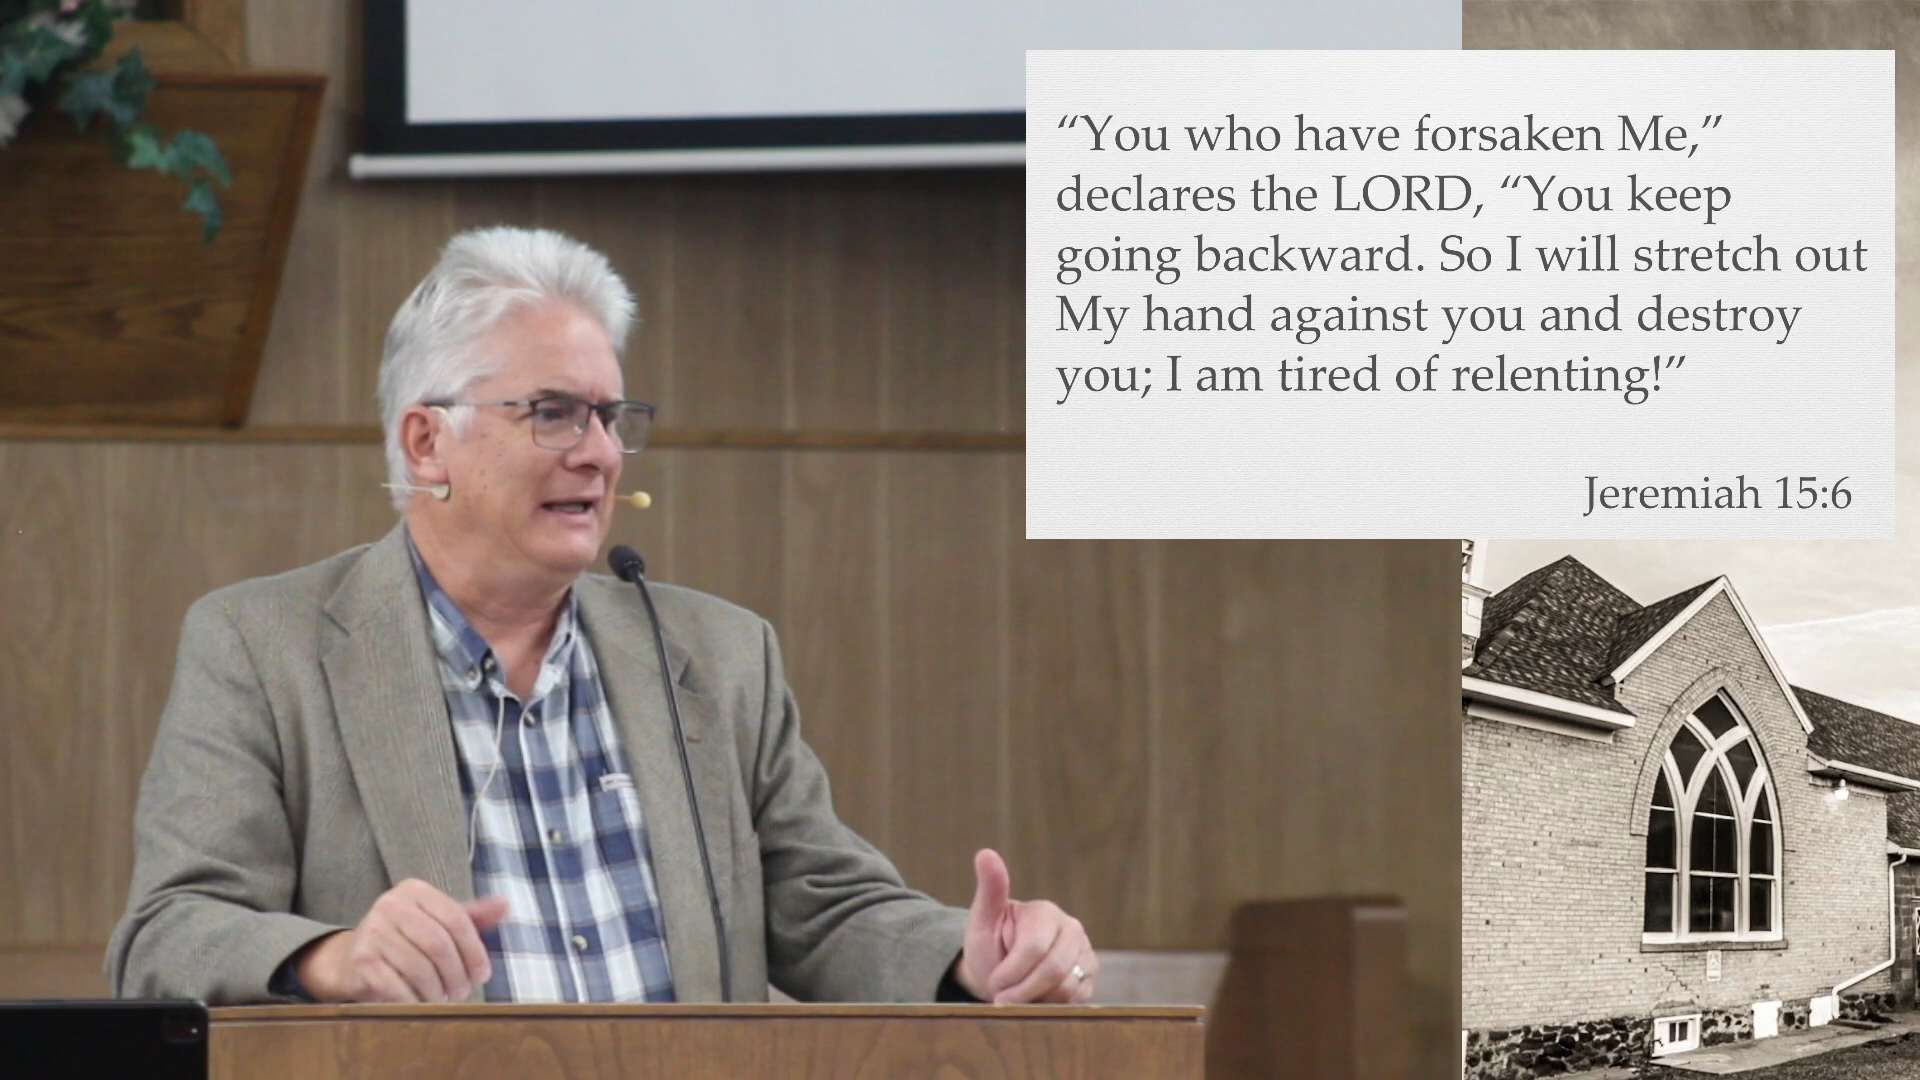 “You who have forsaken Me,”
declares the LORD, “You keep
going backward. So I will stretch out
My hand against you and destroy
you; I am tired of relenting!”
Jeremiah 15:6